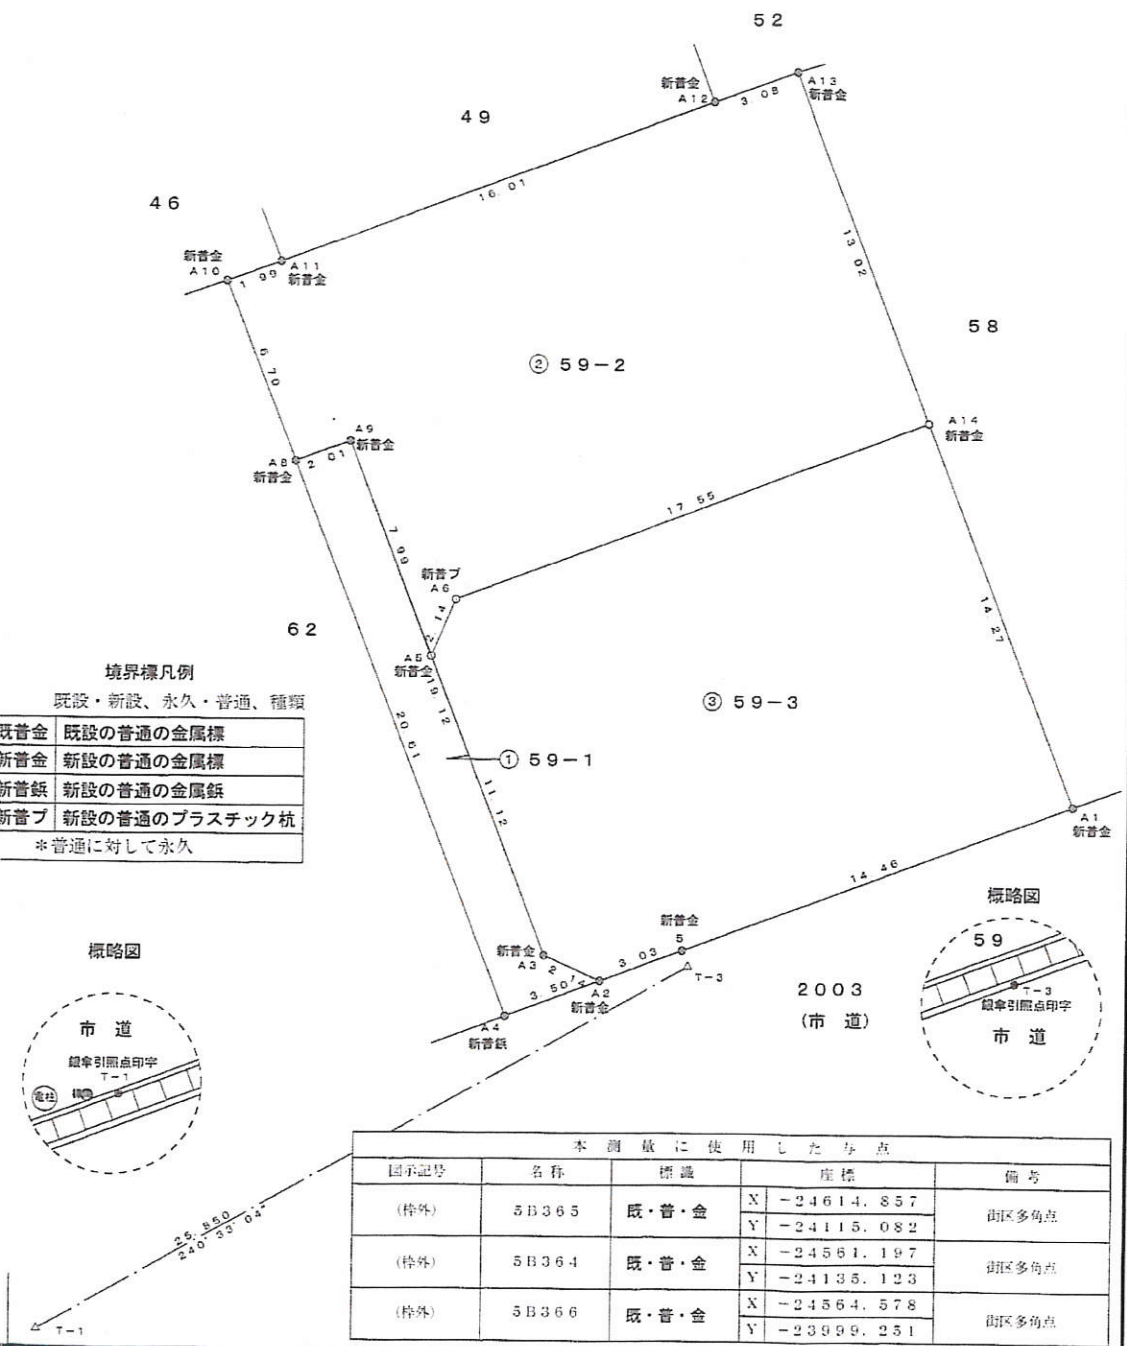 52
新普金
A12
3.08
A13
新普金
49
16.01
46
新普金
A10
1.99
A11
新普金
13.02
58
6.70
② 59-2
A9
新普金
A8
新普金
2.01
A14
新普金
17.55
7.99
新普プ
A6
2.14
A5
新普金
62
19.12
14.27
③ 59-3
20.61
① 59-1
11.12
境界標凡例
既設・新設、永久・普通、種類
既普金 既設の普通の金属標
新普金 新設の普通の金属標
新普鋲 新設の普通の金属鋲
新普プ 新設の普通のプラスチック杭
*普通に対して永久
A1
新普金
14.46
新普金
5
3.03
新普金
A3
2.14
A2
新普金
3.50
A4
新普鋲
T-3
2003
(市 道)
概略図
59
T-3
鋲傘引照点印字
市 道
概略図
市 道
鋲傘引照点印字
T-1
電柱
25.850
240°33′04″
T-1
本測量に使用した与点
図示記号 名称 標識 座標 備考
(枠外) 5B365 既・普・金 X -24614.857 街区多角点
Y -24115.082
(枠外) 5B364 既・普・金 X -24561.197 街区多角点
Y -24135.123
(枠外) 5B366 既・普・金 X -24564.578 街区多角点
Y -23999.251